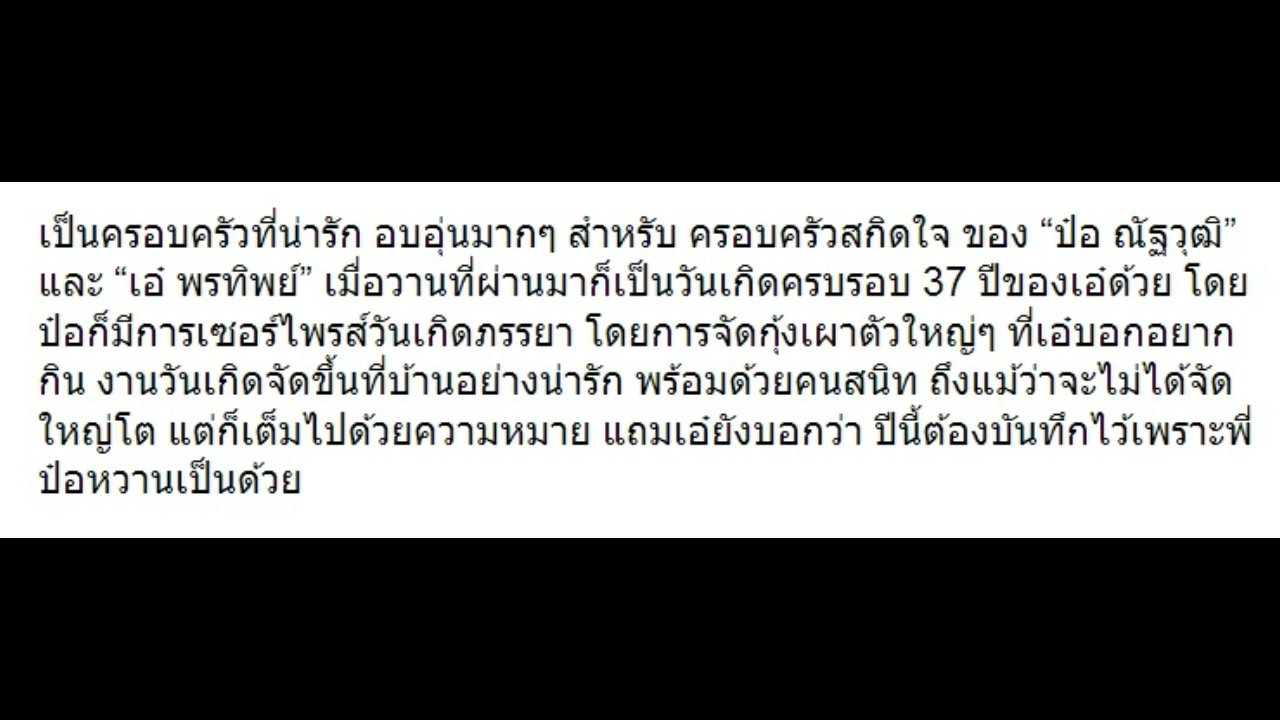 เป็นครอบครัวที่น่ารัก อบอุ่นมากๆ สำหรับ ครอบครัวสกิดใจ ของ “ป๋อ ณัฐวุฒิ”
และ “เอ๋ พรทิพย์” เมื่อวานที่ผ่านมาก็เป็นวันเกิดครบรอบ 37 ปีของเอ๋ด้วย โดย
ป๋อก็มีการเซอร์ไพรส์วันเกิดภรรยา โดยการจัดกุ้งเผาตัวใหญ่ๆ ที่เอ๋บอกอยาก
กิน งานวันเกิดจัดขึ้นที่บ้านอย่างน่ารัก พร้อมด้วยคนสนิท ถึงแม้ว่าจะไม่ได้จัด
ใหญ่โต แต่ก็เต็มไปด้วยความหมาย แถมเอ๋ยังบอกว่า ปีนี้ต้องบันทึกไว้เพราะพี่
ป๋อหวานเป็นด้วย